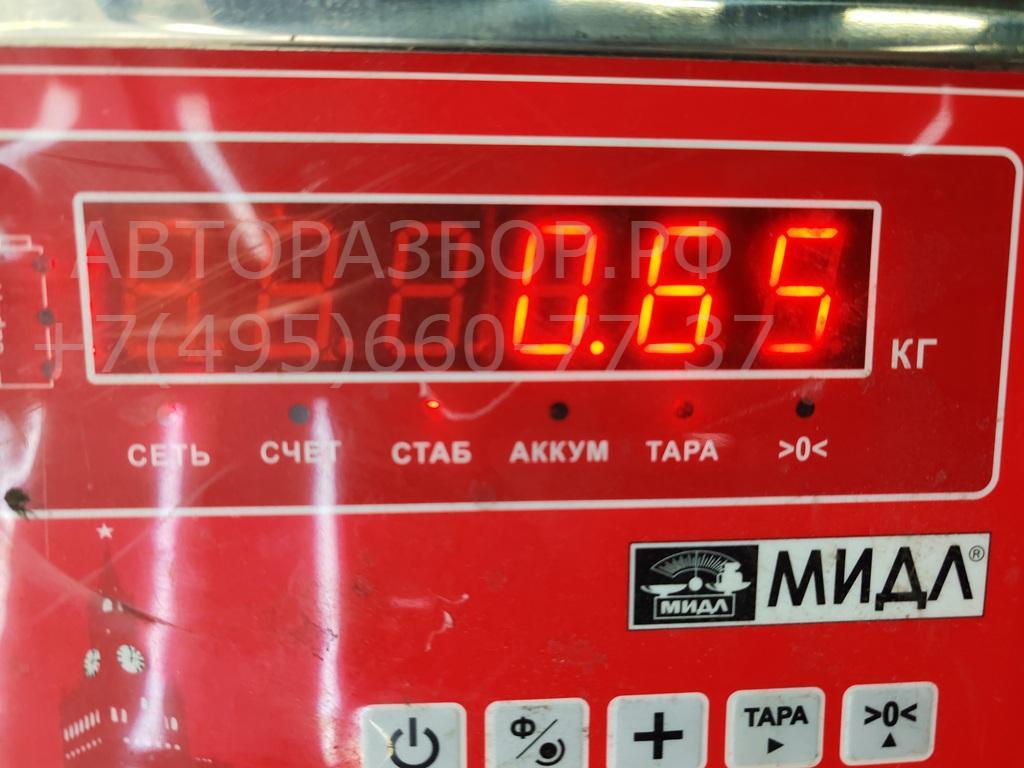 АВТОРАЗБОР.РФ
0.65
+7(495)660-77-37
КГ
СЕТЬ СЧЕТ СТАБ АККУМ ТАРА >0<
МИДЛ МИДЛ®
Ф + ТАРА >0<